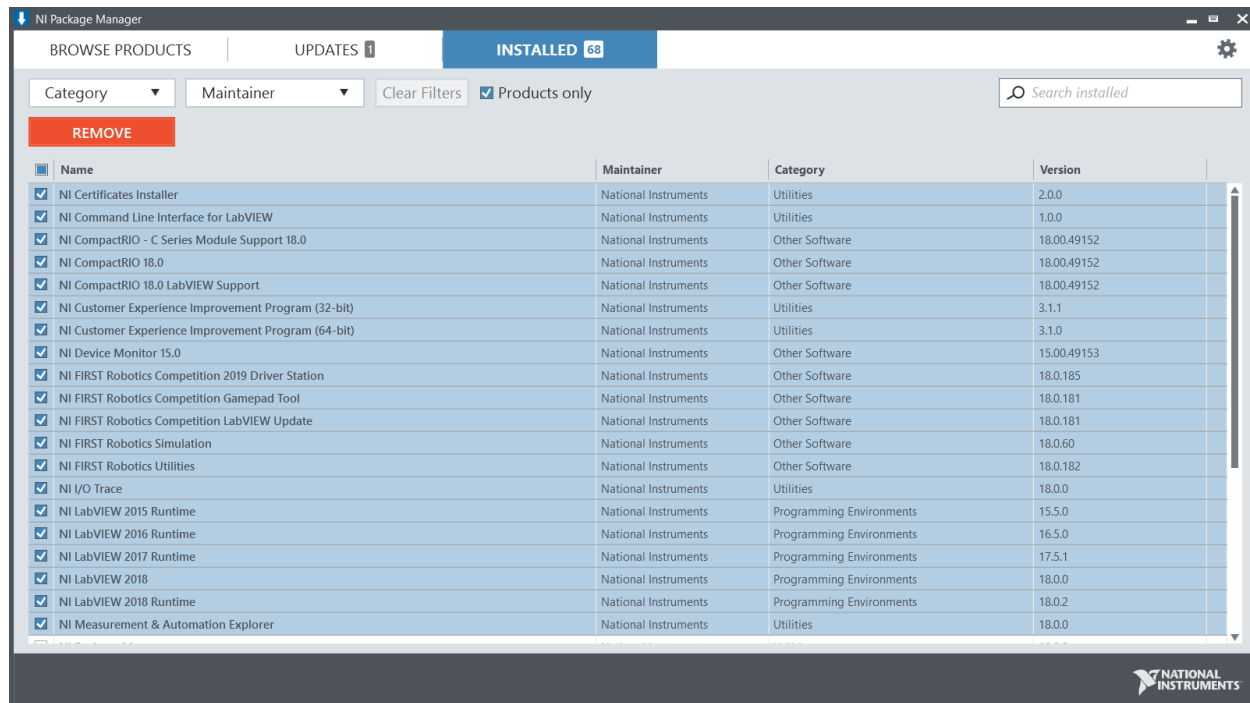 NI Package Manager
BROWSE PRODUCTS UPDATES 1 INSTALLED 68
Category Maintainer Clear Filters Products only Search installed
REMOVE
Name Maintainer Category Version
NI Certificates Installer National Instruments Utilities 2.0.0
NI Command Line Interface for LabVIEW National Instruments Utilities 1.0.0
NI CompactRIO - C Series Module Support 18.0 National Instruments Other Software 18.00.49152
NI CompactRIO 18.0 National Instruments Other Software 18.00.49152
NI CompactRIO 18.0 LabVIEW Support National Instruments Other Software 18.00.49152
NI Customer Experience Improvement Program (32-bit) National Instruments Utilities 3.1.1
NI Customer Experience Improvement Program (64-bit) National Instruments Utilities 3.1.0
NI Device Monitor 15.0 National Instruments Other Software 15.00.49153
NI FIRST Robotics Competition 2019 Driver Station National Instruments Other Software 18.0.185
NI FIRST Robotics Competition Gamepad Tool National Instruments Other Software 18.0.181
NI FIRST Robotics Competition LabVIEW Update National Instruments Other Software 18.0.181
NI FIRST Robotics Simulation National Instruments Other Software 18.0.60
NI FIRST Robotics Utilities National Instruments Other Software 18.0.182
NI I/O Trace National Instruments Utilities 18.0.0
NI LabVIEW 2015 Runtime National Instruments Programming Environments 15.5.0
NI LabVIEW 2016 Runtime National Instruments Programming Environments 16.5.0
NI LabVIEW 2017 Runtime National Instruments Programming Environments 17.5.1
NI LabVIEW 2018 National Instruments Programming Environments 18.0.0
NI LabVIEW 2018 Runtime National Instruments Programming Environments 18.0.2
NI Measurement & Automation Explorer National Instruments Utilities 18.0.0
NATIONAL
INSTRUMENTS